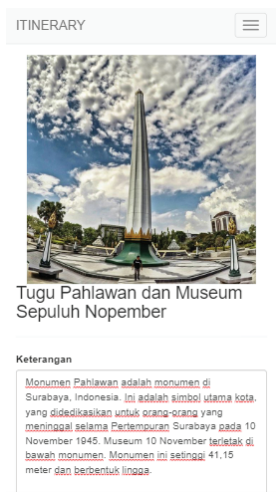 ITINERARY
Tugu Pahlawan dan Museum
Sepuluh Nopember
Keterangan
Monumen Pahlawan adalah monumen di
Surabaya, Indonesia. Ini adalah simbol utama kota,
yang didedikasikan untuk orang-orang yang
meninggal selama Pertempuran Surabaya pada 10
November 1945. Museum 10 November terletak di
bawah monumen. Monumen ini setinggi 41,15
meter dan berbentuk lingga.